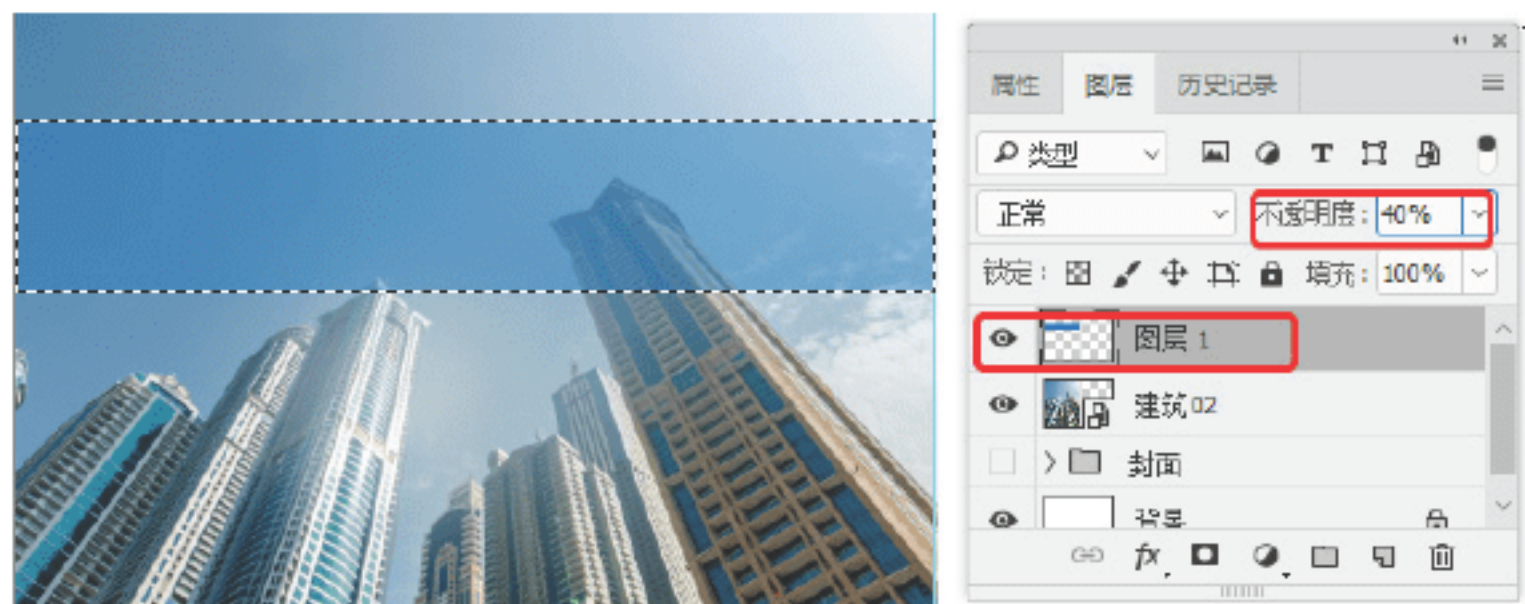 属性 图层 历史记录
类型
正常 不透明度: 40%
锁定: 填充: 100%
图层 1
建筑02
封面
背景
fx